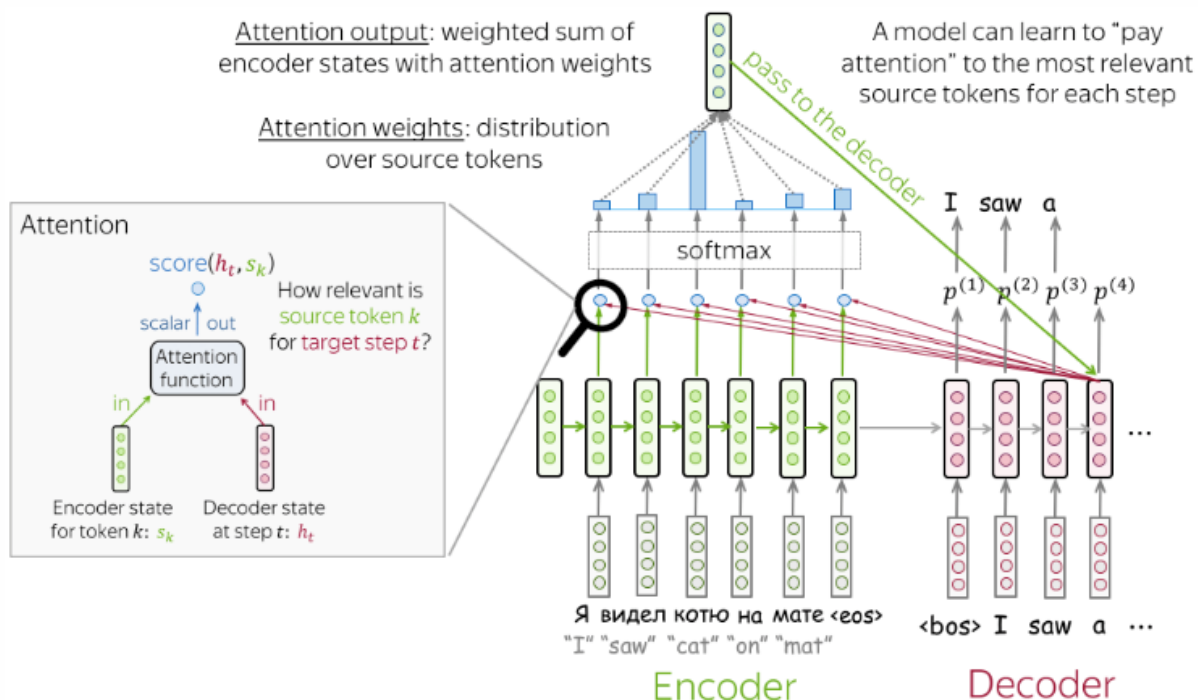 Attention output: weighted sum of
encoder states with attention weights
A model can learn to “pay
attention” to the most relevant
source tokens for each step
pass to the decoder
Attention weights: distribution
over source tokens
softmax
I saw a
p⁽¹⁾ p⁽²⁾ p⁽³⁾ p⁽⁴⁾
Attention
score(hₜ, sₖ)
scalar out
How relevant is
source token k
for target step t?
Attention
function
in in
Encoder state
for token k: sₖ
Decoder state
at step t: hₜ
...
Я видел котю на мате <eos>
“I” “saw” “cat” “on” “mat”
<bos> I saw a ...
Encoder
Decoder